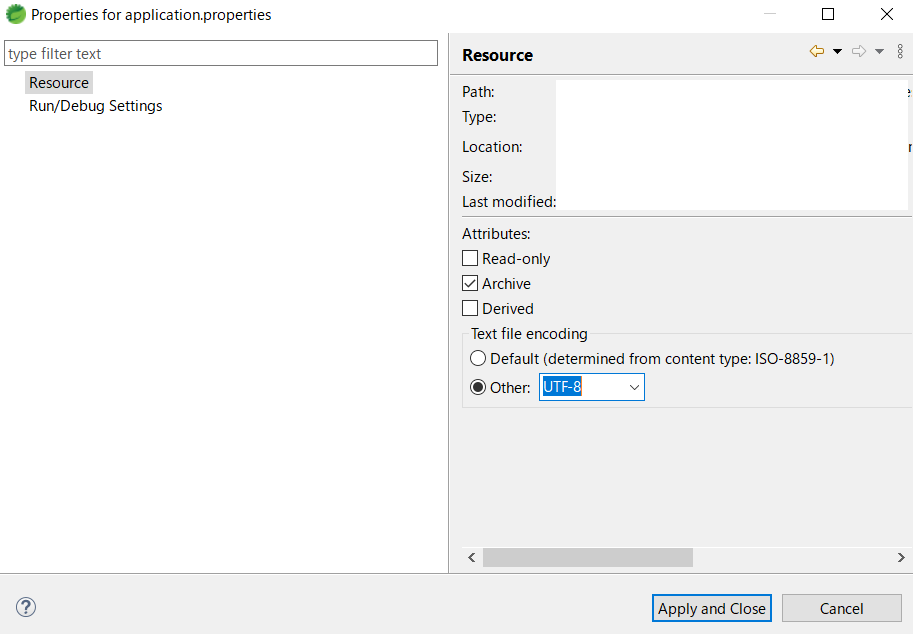 Properties for application.properties
type filter text
Resource
Run/Debug Settings
Resource
Path:
Type:
Location:
Size:
Last modified:
Attributes:
Read-only
Archive
Derived
Text file encoding
Default (determined from content type: ISO-8859-1)
Other: UTF-8
Apply and Close
Cancel